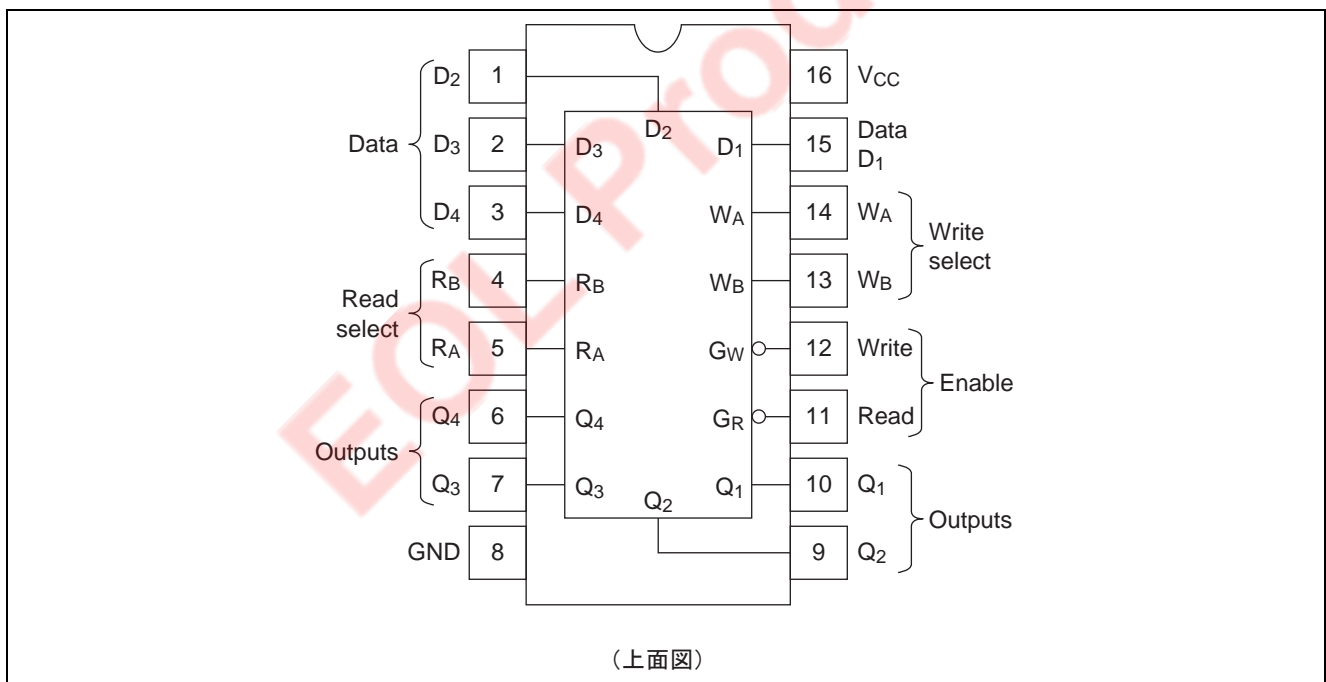 D2 1 16 VCC
D2
Data D3 2 D3 D1 15 Data
D1
D4 3 D4 WA 14 WA
Write
select
RB 4 RB WB 13 WB
Read
select
RA 5 RA GW 12 Write
Enable
Q4 6 Q4 GR 11 Read
Outputs
Q3 7 Q3 Q1 10 Q1
Q2
Outputs
GND 8 9 Q2
(上面図)
EOL Prod